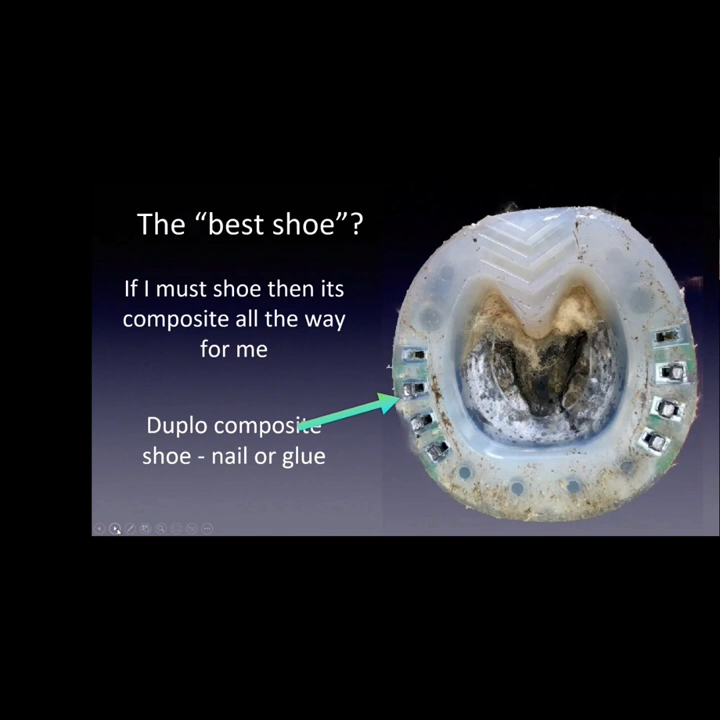 The “best shoe”?
If I must shoe then its
composite all the way
for me
Duplo composite
shoe - nail or glue